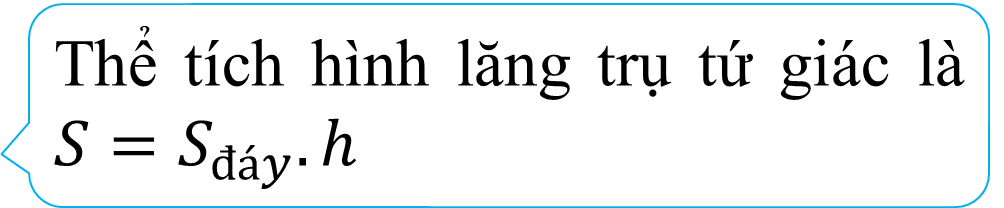 Thể tích hình lăng trụ tứ giác là
S = S_đáy . h